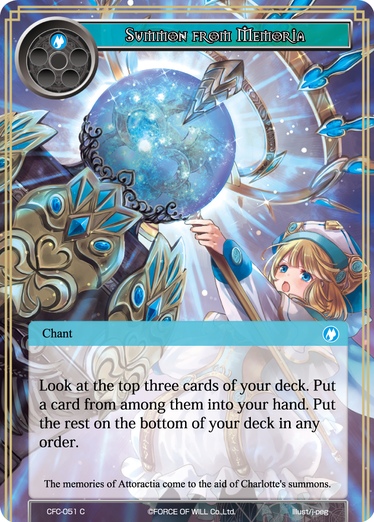 Summon from Memoria
Chant
Look at the top three cards of your deck. Put
a card from among them into your hand. Put
the rest on the bottom of your deck in any
order.
The memories of Attoractia come to the aid of Charlotte's summons.
CFC-051 C ©FORCE OF WILL Co.,Ltd. Illust/j-peg